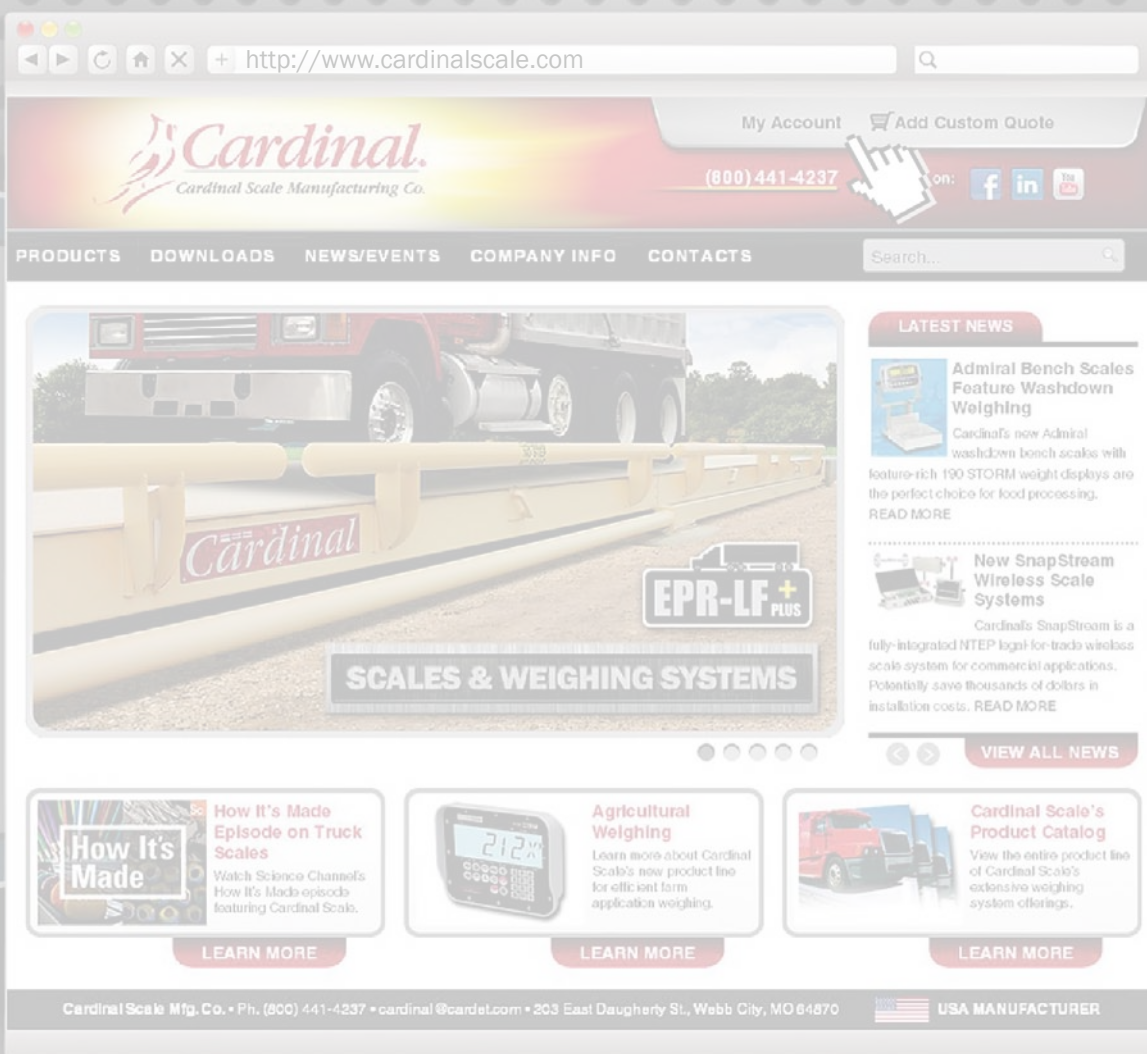 http://www.cardinalscale.com
My Account Add Custom Quote
Cardinal.
Cardinal Scale Manufacturing Co.
(800) 441-4237 on: f in You Tube
PRODUCTS DOWNLOADS NEWS/EVENTS COMPANY INFO CONTACTS Search...
Cardinal
EPR-LF+
PLUS
SCALES & WEIGHING SYSTEMS
LATEST NEWS
Admiral Bench Scales
Feature Washdown
Weighing
Cardinal's new Admiral
washdown bench scales with
feature-rich 190 STORM weight displays are
the perfect choice for food processing.
READ MORE
New SnapStream
Wireless Scale
Systems
Cardinal's SnapStream is a
fully-integrated NTEP legal-for-trade wireless
scale system for commercial applications.
Potentially save thousands of dollars in
installation costs. READ MORE
VIEW ALL NEWS
How It's
Made
How It's Made
Episode on Truck
Scales
Watch Science Channel's
How It's Made episode
featuring Cardinal Scale.
LEARN MORE
212
Agricultural
Weighing
Learn more about Cardinal
Scale's new product line
for efficient farm
application weighing.
LEARN MORE
Cardinal Scale's
Product Catalog
View the entire product line
of Cardinal Scale's
extensive weighing
system offerings.
LEARN MORE
Cardinal Scale Mfg. Co. • Ph. (800) 441-4237 • cardinal@cardet.com • 203 East Daugherty St., Webb City, MO 64870 USA MANUFACTURER